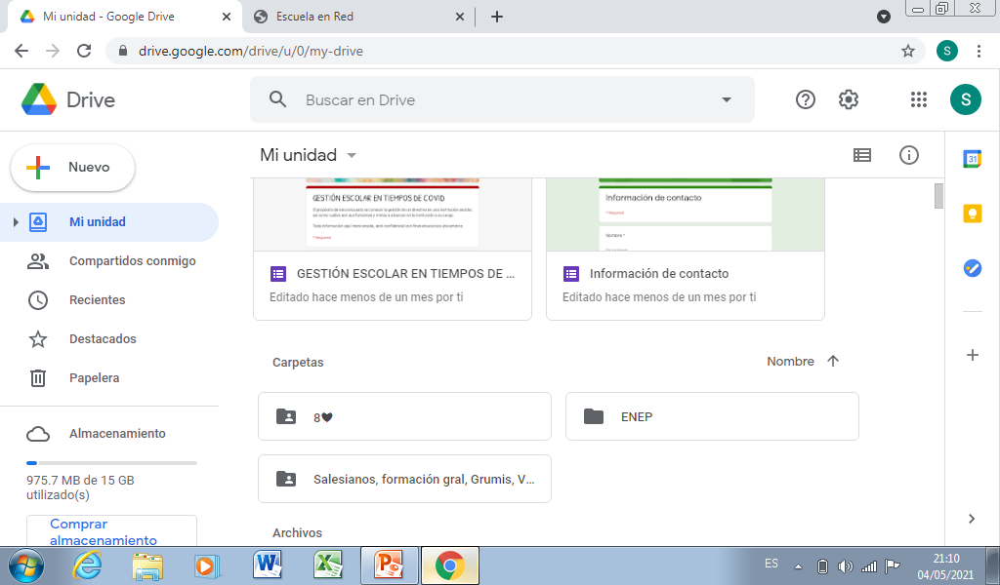 Mi unidad - Google Drive
Escuela en Red
drive.google.com/drive/u/0/my-drive
S
Drive
Buscar en Drive
S
Nuevo
Mi unidad
Mi unidad
Compartidos conmigo
Recientes
Destacados
Papelera
Almacenamiento
975.7 MB de 15 GB
utilizado(s)
Comprar
almacenamiento
GESTIÓN ESCOLAR EN TIEMPOS DE COVID
* Required
GESTIÓN ESCOLAR EN TIEMPOS DE ...
Editado hace menos de un mes por ti
Información de contacto
* Required
Nombre *
Información de contacto
Editado hace menos de un mes por ti
Carpetas
Nombre
8♥
ENEP
Salesianos, formación gral, Grumis, V...
Archivos
31
ES
21:10
04/05/2021